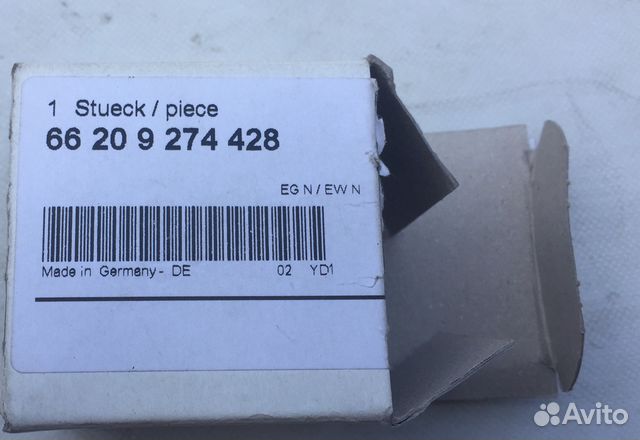 1 Stueck / piece
66 20 9 274 428
EG N / EW N
Made in Germany - DE 02 YD1
Avito